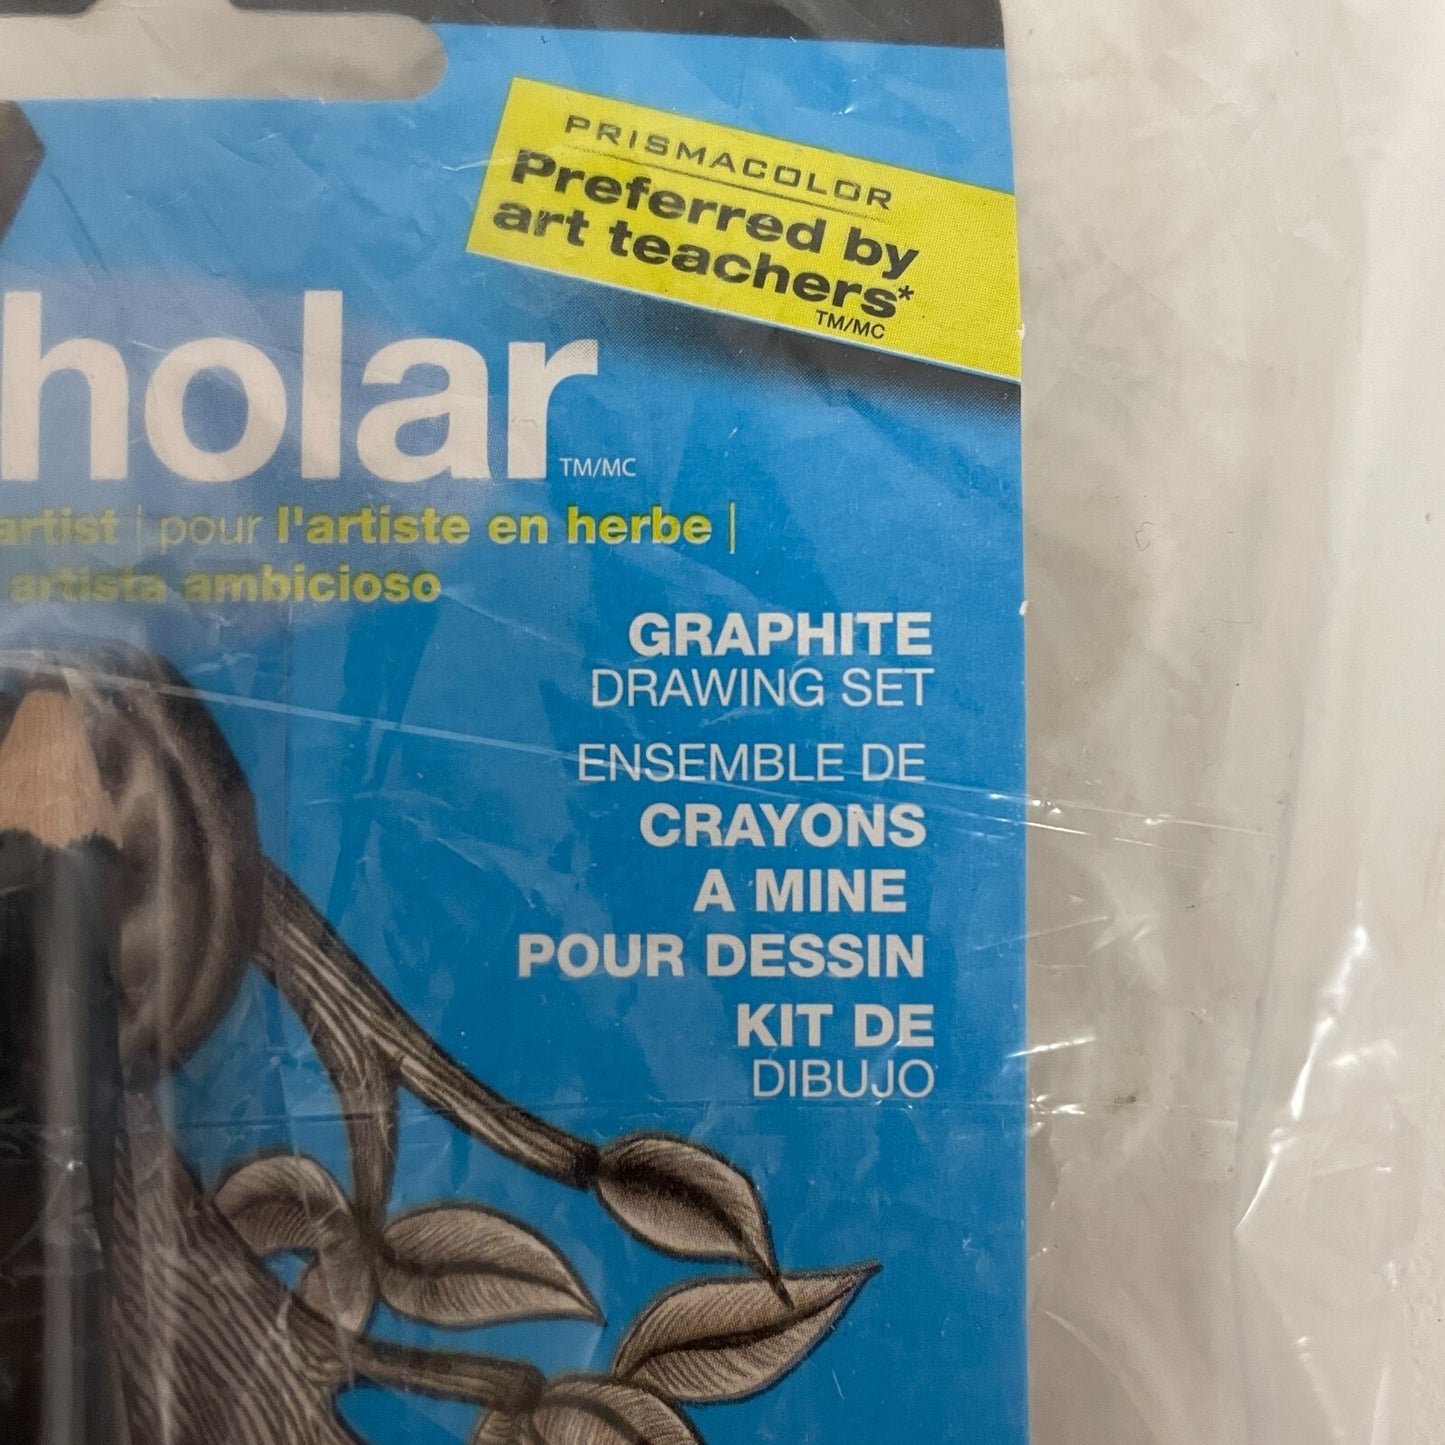 PRISMACOLOR
Preferred by
art teachers*
TM/MC
holar
TM/MC
artist | pour l'artiste en herbe |
artista ambicioso
GRAPHITE
DRAWING SET
ENSEMBLE DE
CRAYONS
A MINE
POUR DESSIN
KIT DE
DIBUJO